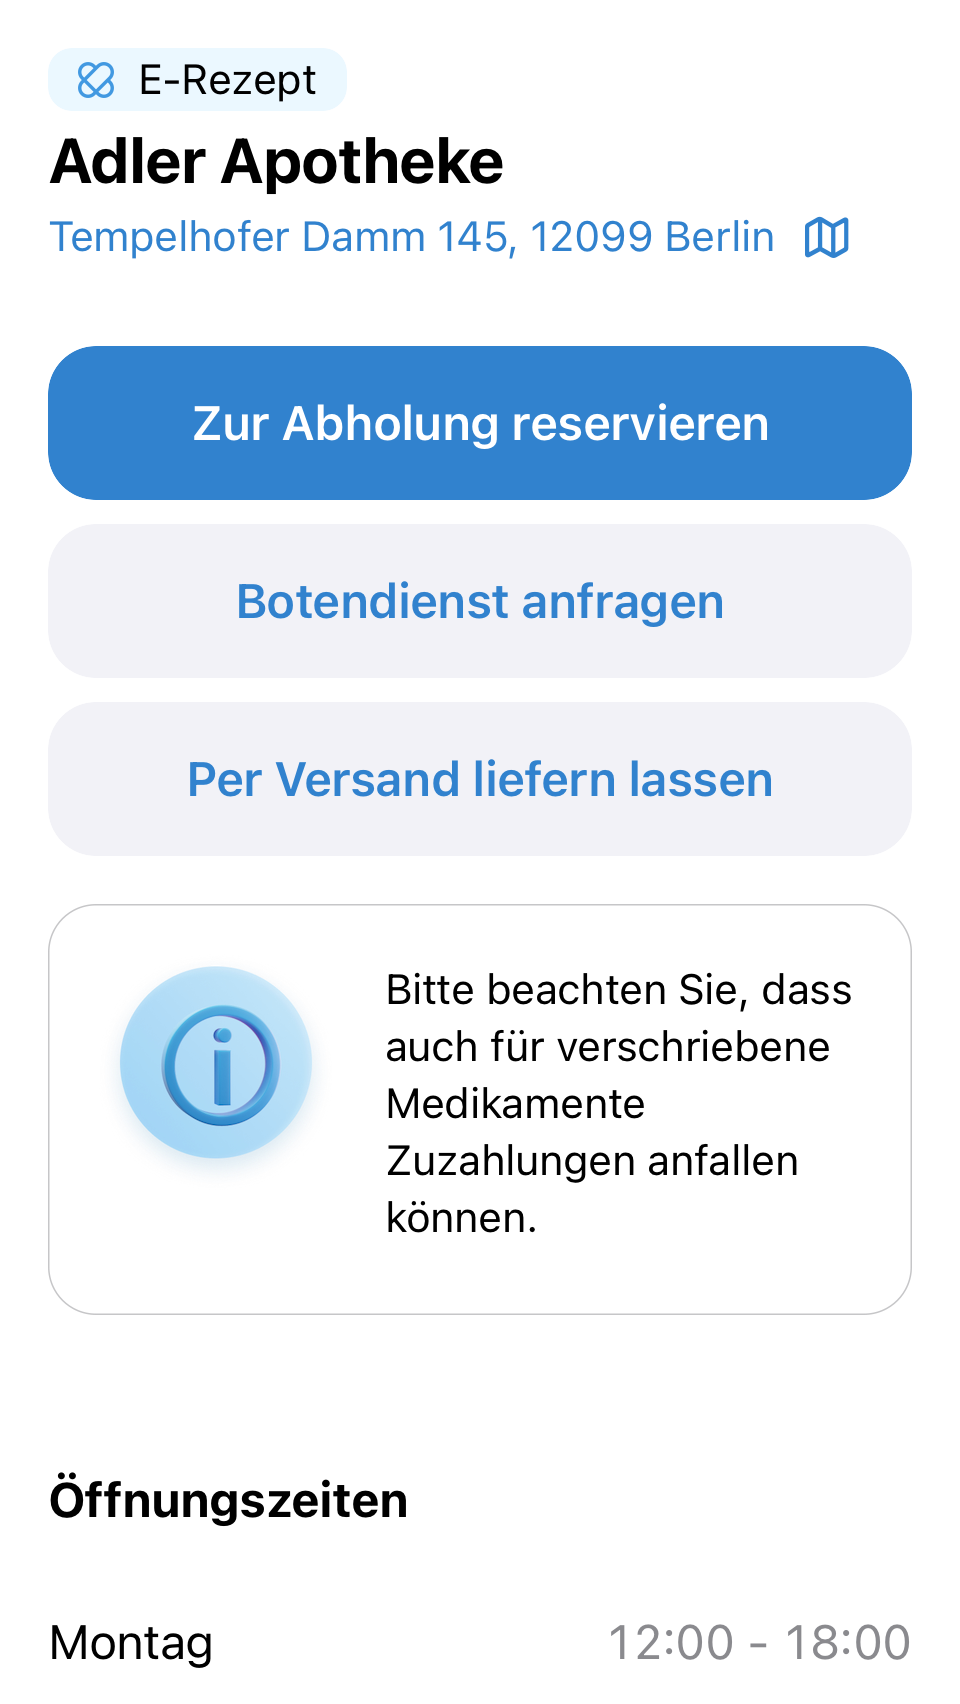 E-Rezept
Adler Apotheke
Tempelhofer Damm 145, 12099 Berlin
Zur Abholung reservieren
Botendienst anfragen
Per Versand liefern lassen
Bitte beachten Sie, dass
auch für verschriebene
Medikamente
Zuzahlungen anfallen
können.
Öffnungszeiten
Montag 12:00 - 18:00